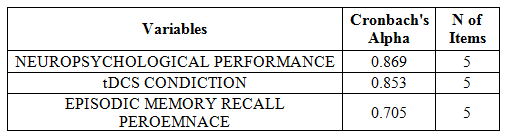 Variables Cronbach's Alpha N of Items
NEUROPSYCHOLOGICAL PERFORMANCE 0.869 5
tDCS CONDICTION 0.853 5
EPISODIC MEMORY RECALL
PEROEMNACE 0.705 5